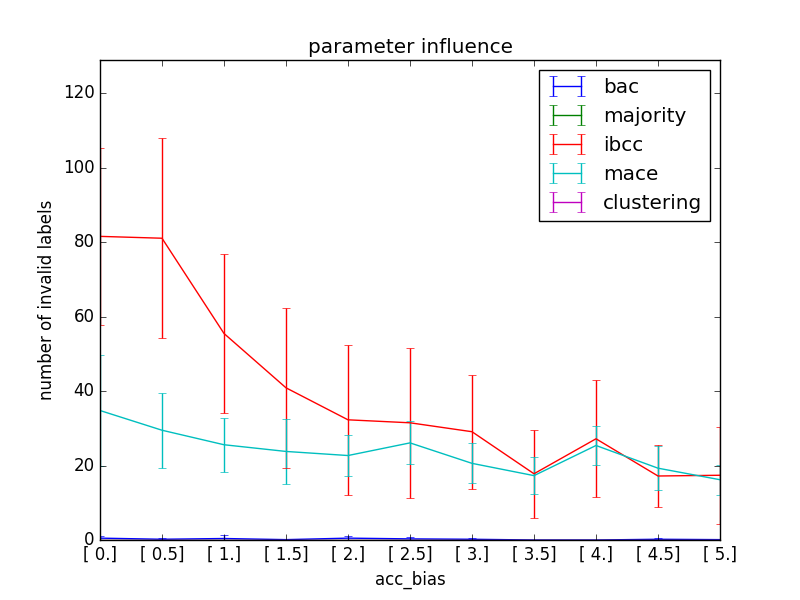 parameter influence
bac
majority
ibcc
mace
clustering
number of invalid labels
120
100
80
60
40
20
0
[ 0.] [ 0.5] [ 1.] [ 1.5] [ 2.] [ 2.5] [ 3.] [ 3.5] [ 4.] [ 4.5] [ 5.]
acc_bias